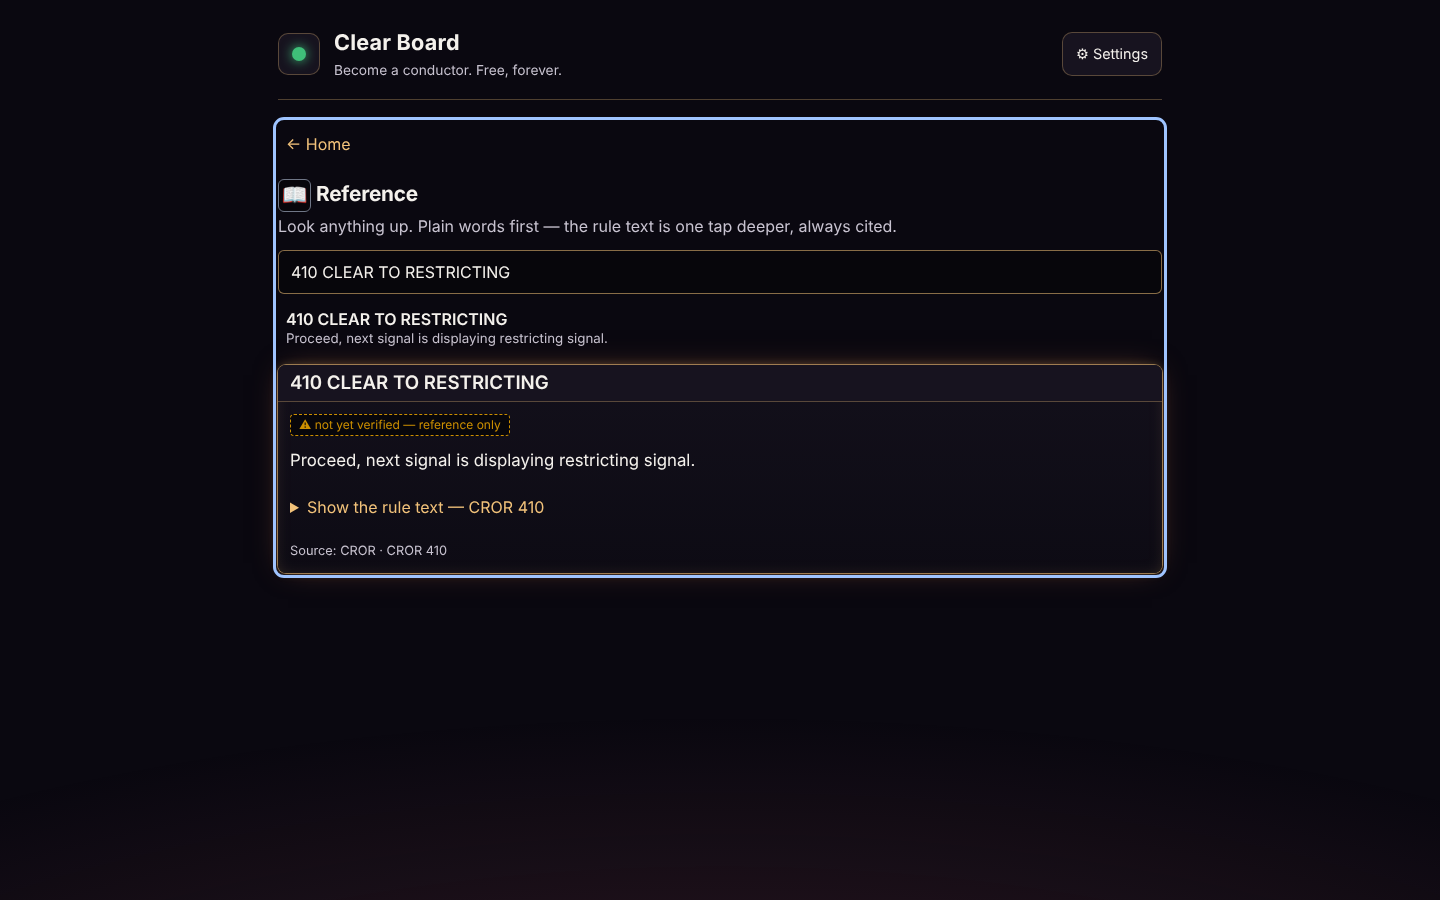 Clear Board
Become a conductor. Free, forever.
⚙ Settings
← Home
📖 Reference
Look anything up. Plain words first — the rule text is one tap deeper, always cited.
410 CLEAR TO RESTRICTING
410 CLEAR TO RESTRICTING
Proceed, next signal is displaying restricting signal.
410 CLEAR TO RESTRICTING
⚠ not yet verified — reference only
Proceed, next signal is displaying restricting signal.
▶ Show the rule text — CROR 410
Source: CROR · CROR 410